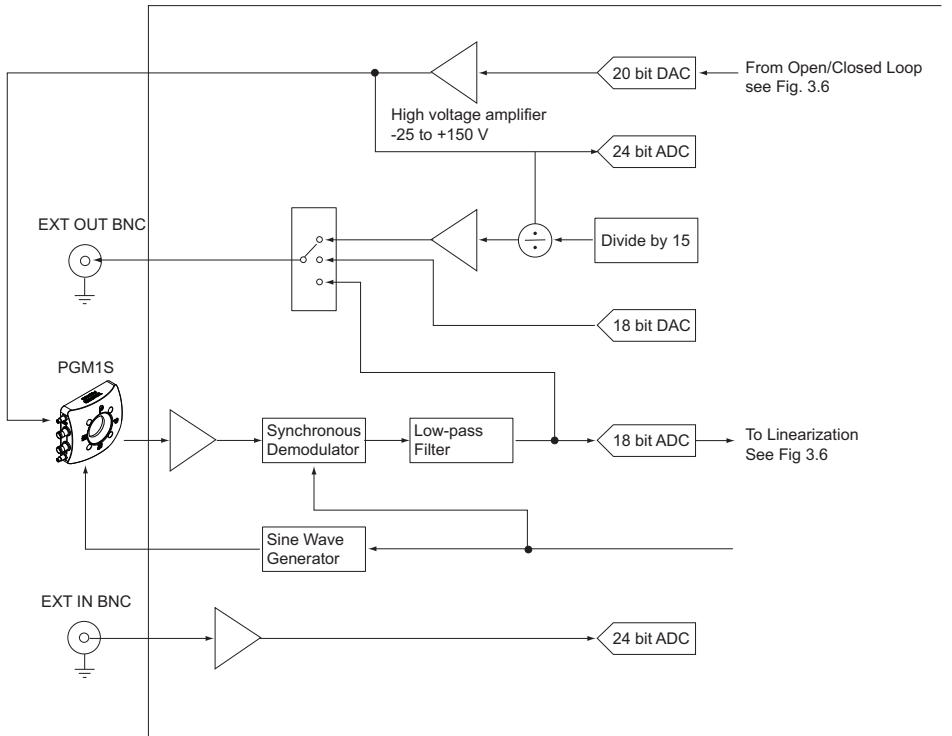 20 bit DAC
From Open/Closed Loop
see Fig. 3.6
High voltage amplifier
-25 to +150 V
24 bit ADC
EXT OUT BNC
Divide by 15
18 bit DAC
PGM1S
Synchronous
Demodulator
Low-pass
Filter
18 bit ADC
To Linearization
See Fig 3.6
Sine Wave
Generator
EXT IN BNC
24 bit ADC